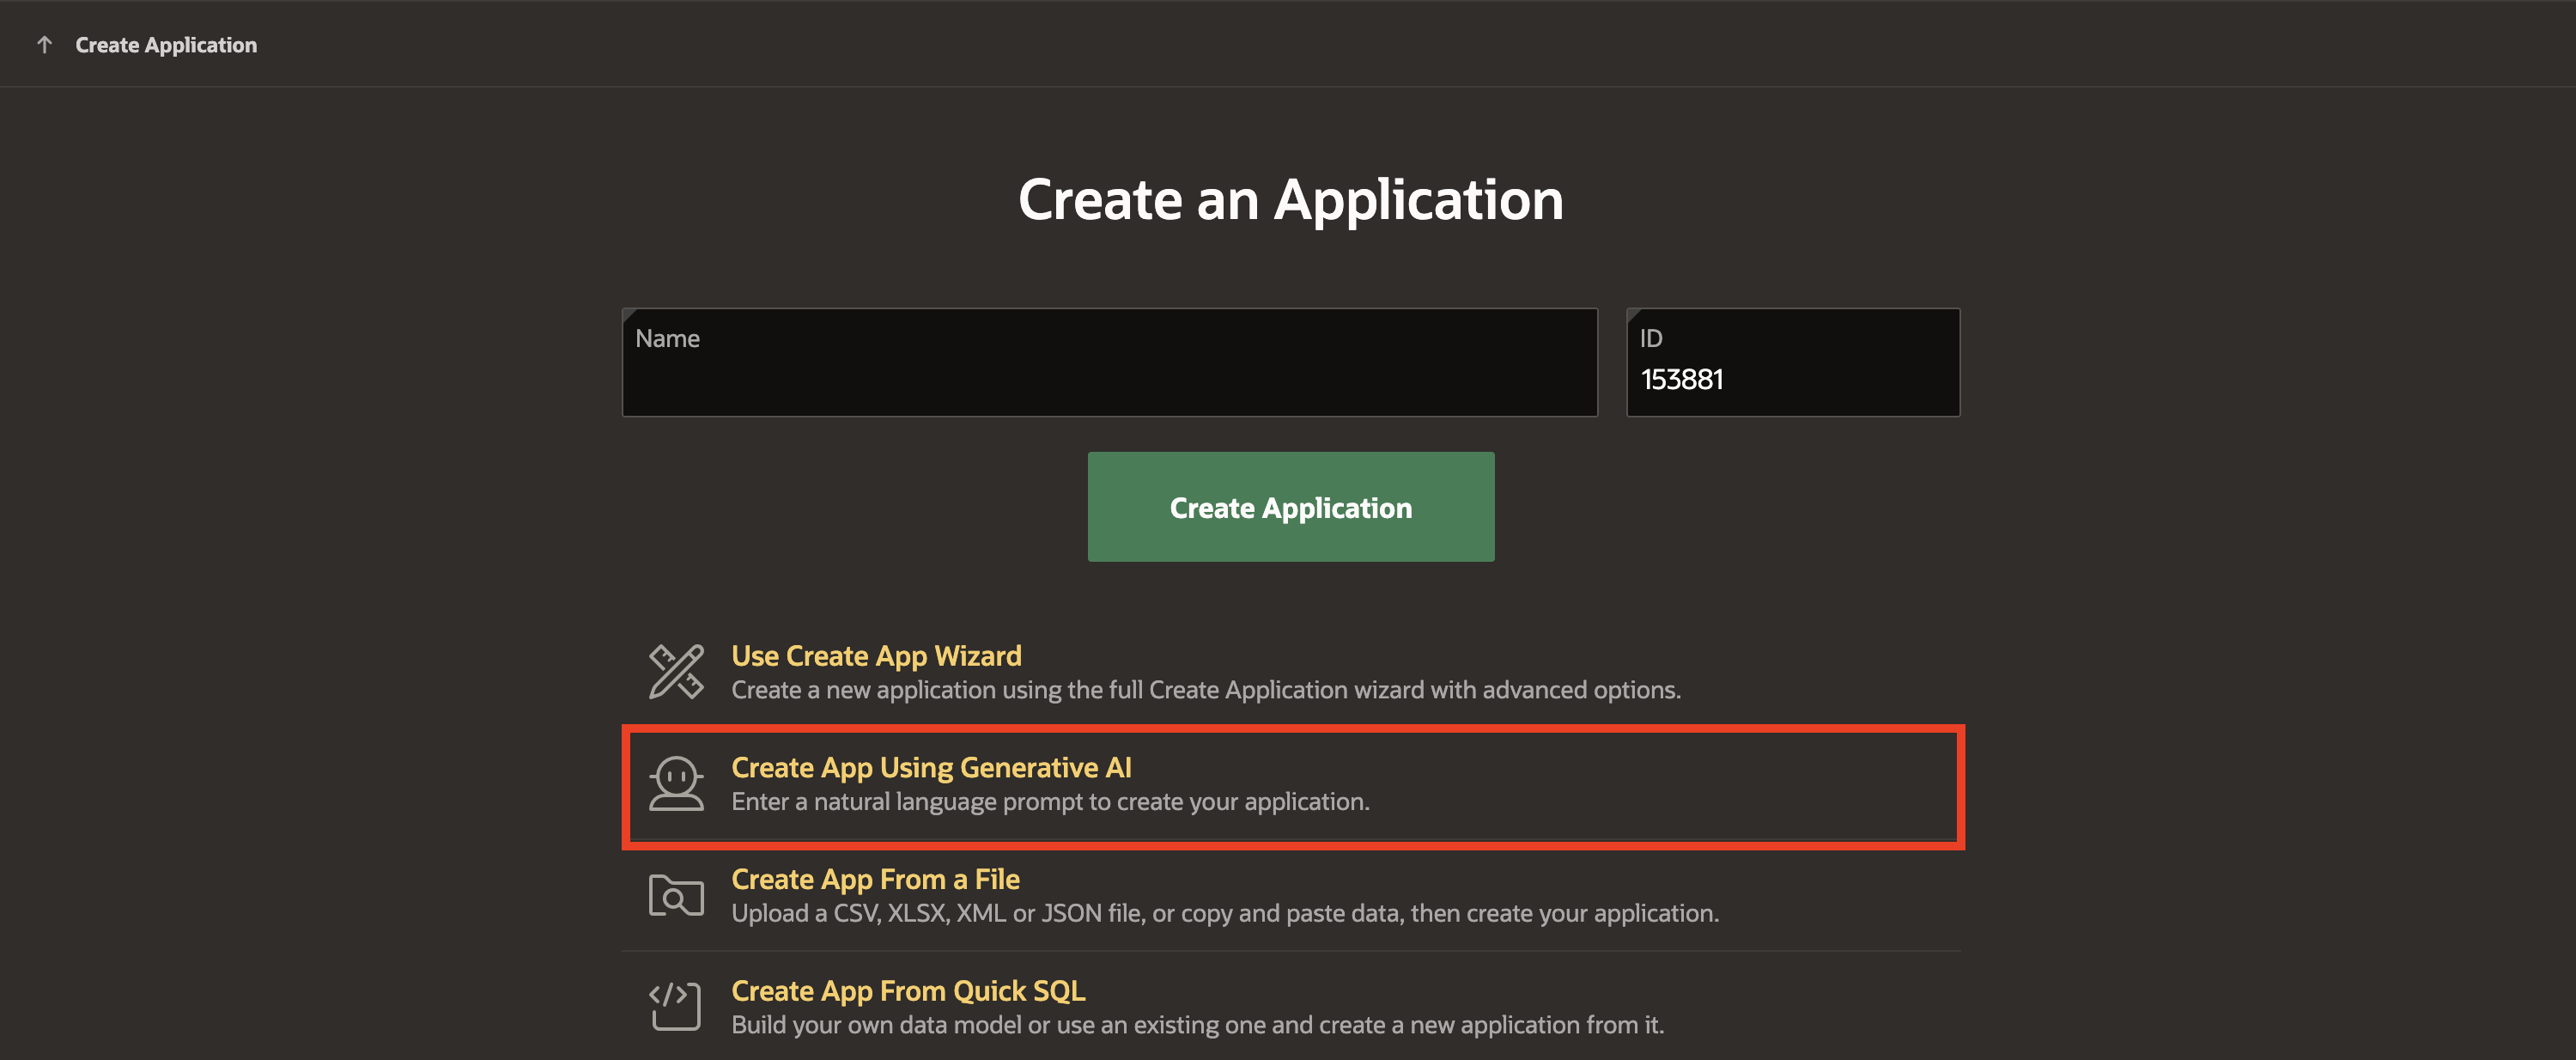 Create Application
Create an Application
Name
ID
153881
Create Application
Use Create App Wizard
Create a new application using the full Create Application wizard with advanced options.
Create App Using Generative AI
Enter a natural language prompt to create your application.
Create App From a File
Upload a CSV, XLSX, XML or JSON file, or copy and paste data, then create your application.
Create App From Quick SQL
Build your own data model or use an existing one and create a new application from it.